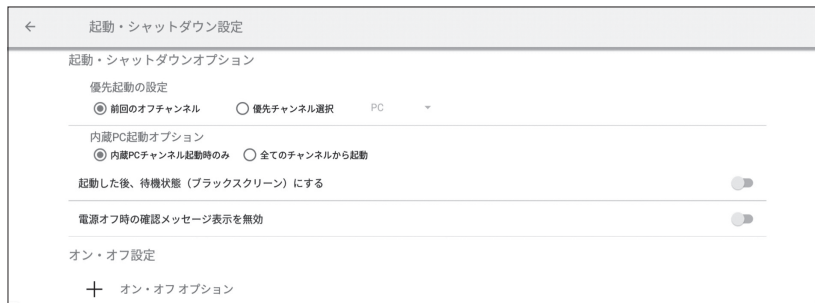 起動・シャットダウン設定
起動・シャットダウンオプション
優先起動の設定
前回のオフチャンネル 優先チャンネル選択 PC
内蔵PC起動オプション
内蔵PCチャンネル起動時のみ 全てのチャンネルから起動
起動した後、待機状態（ブラックスクリーン）にする
電源オフ時の確認メッセージ表示を無効
オン・オフ設定
オン・オフ オプション